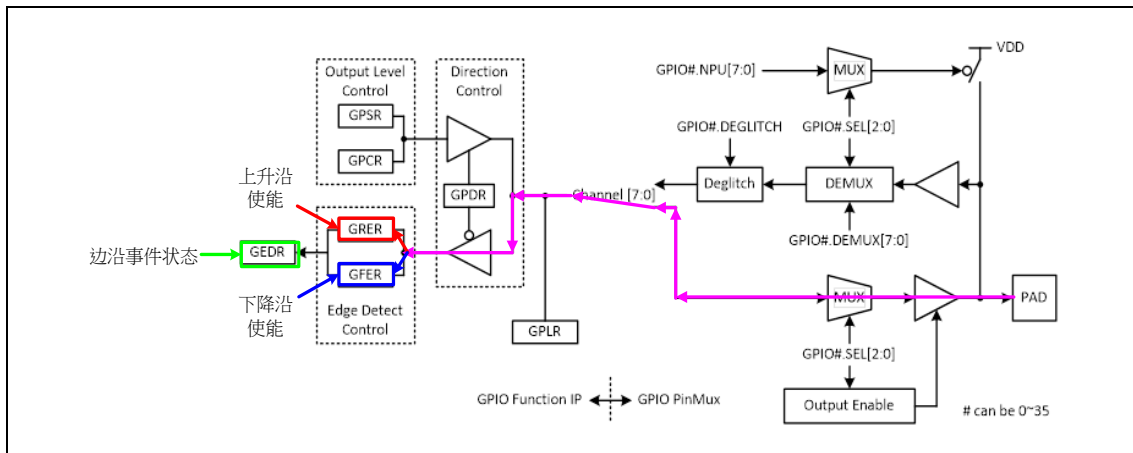 VDD
GPIO#.NPU[7:0]
MUX
Output Level
Control
GPSR
GPCR
Direction
Control
GPIO#.DEGLITCH
GPIO#.SEL[2:0]
上升沿
使能
GPDR
Channel [7:0]
Deglitch
DEMUX
GRER
GPIO#.DEMUX[7:0]
边沿事件状态
GEDR
GFER
下降沿
使能
Edge Detect
Control
GPLR
MUX
PAD
GPIO#.SEL[2:0]
GPIO Function IP
GPIO PinMux
Output Enable
# can be 0~35